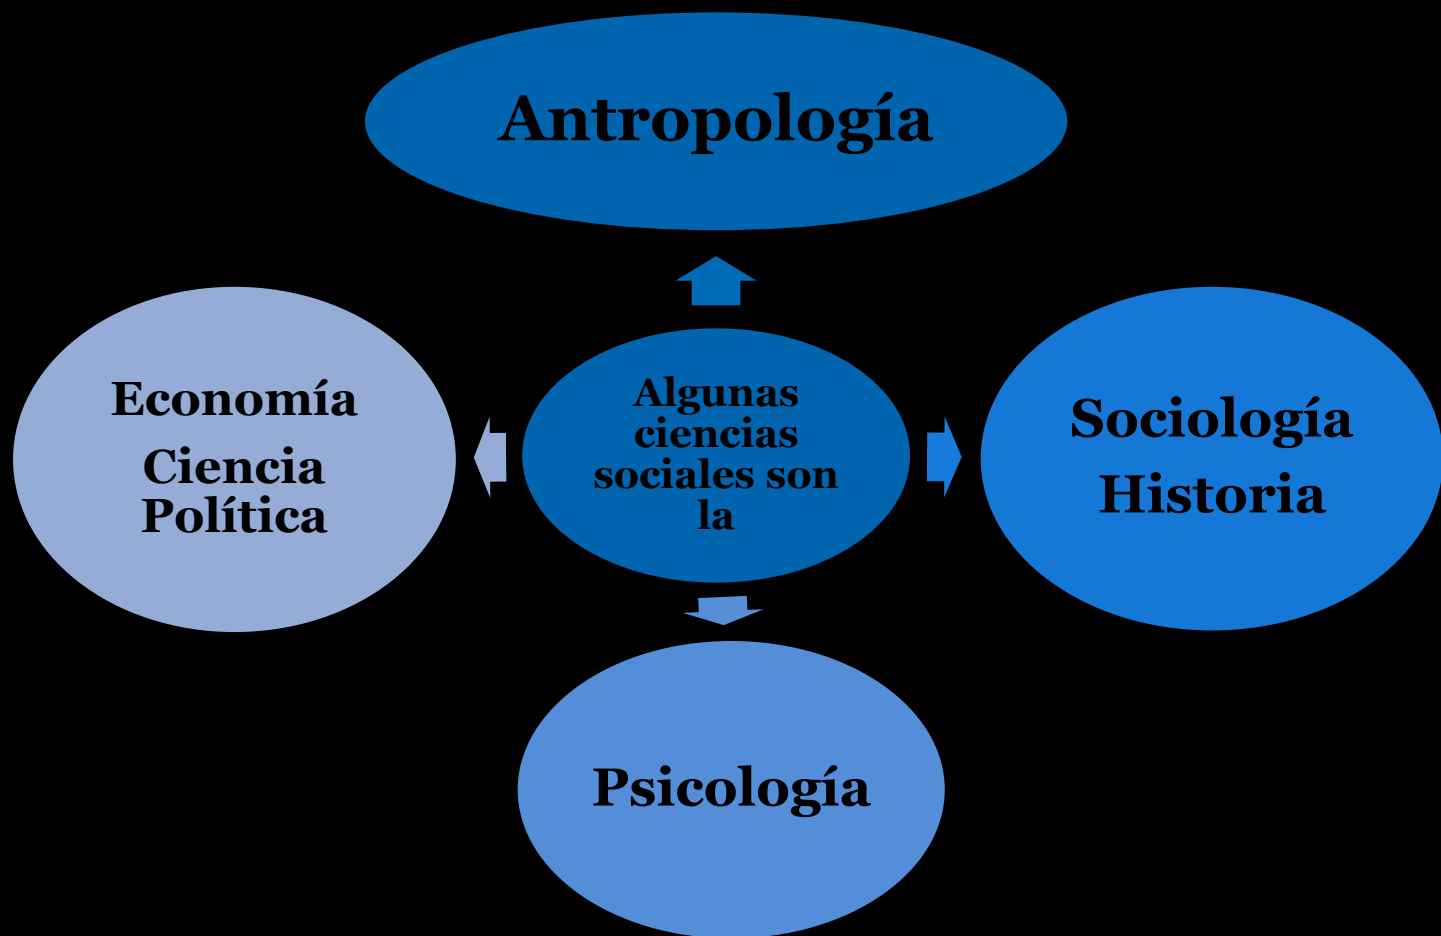 Antropología
Economía
Ciencia
Política
Algunas
ciencias
sociales son
la
Sociología
Historia
Psicología